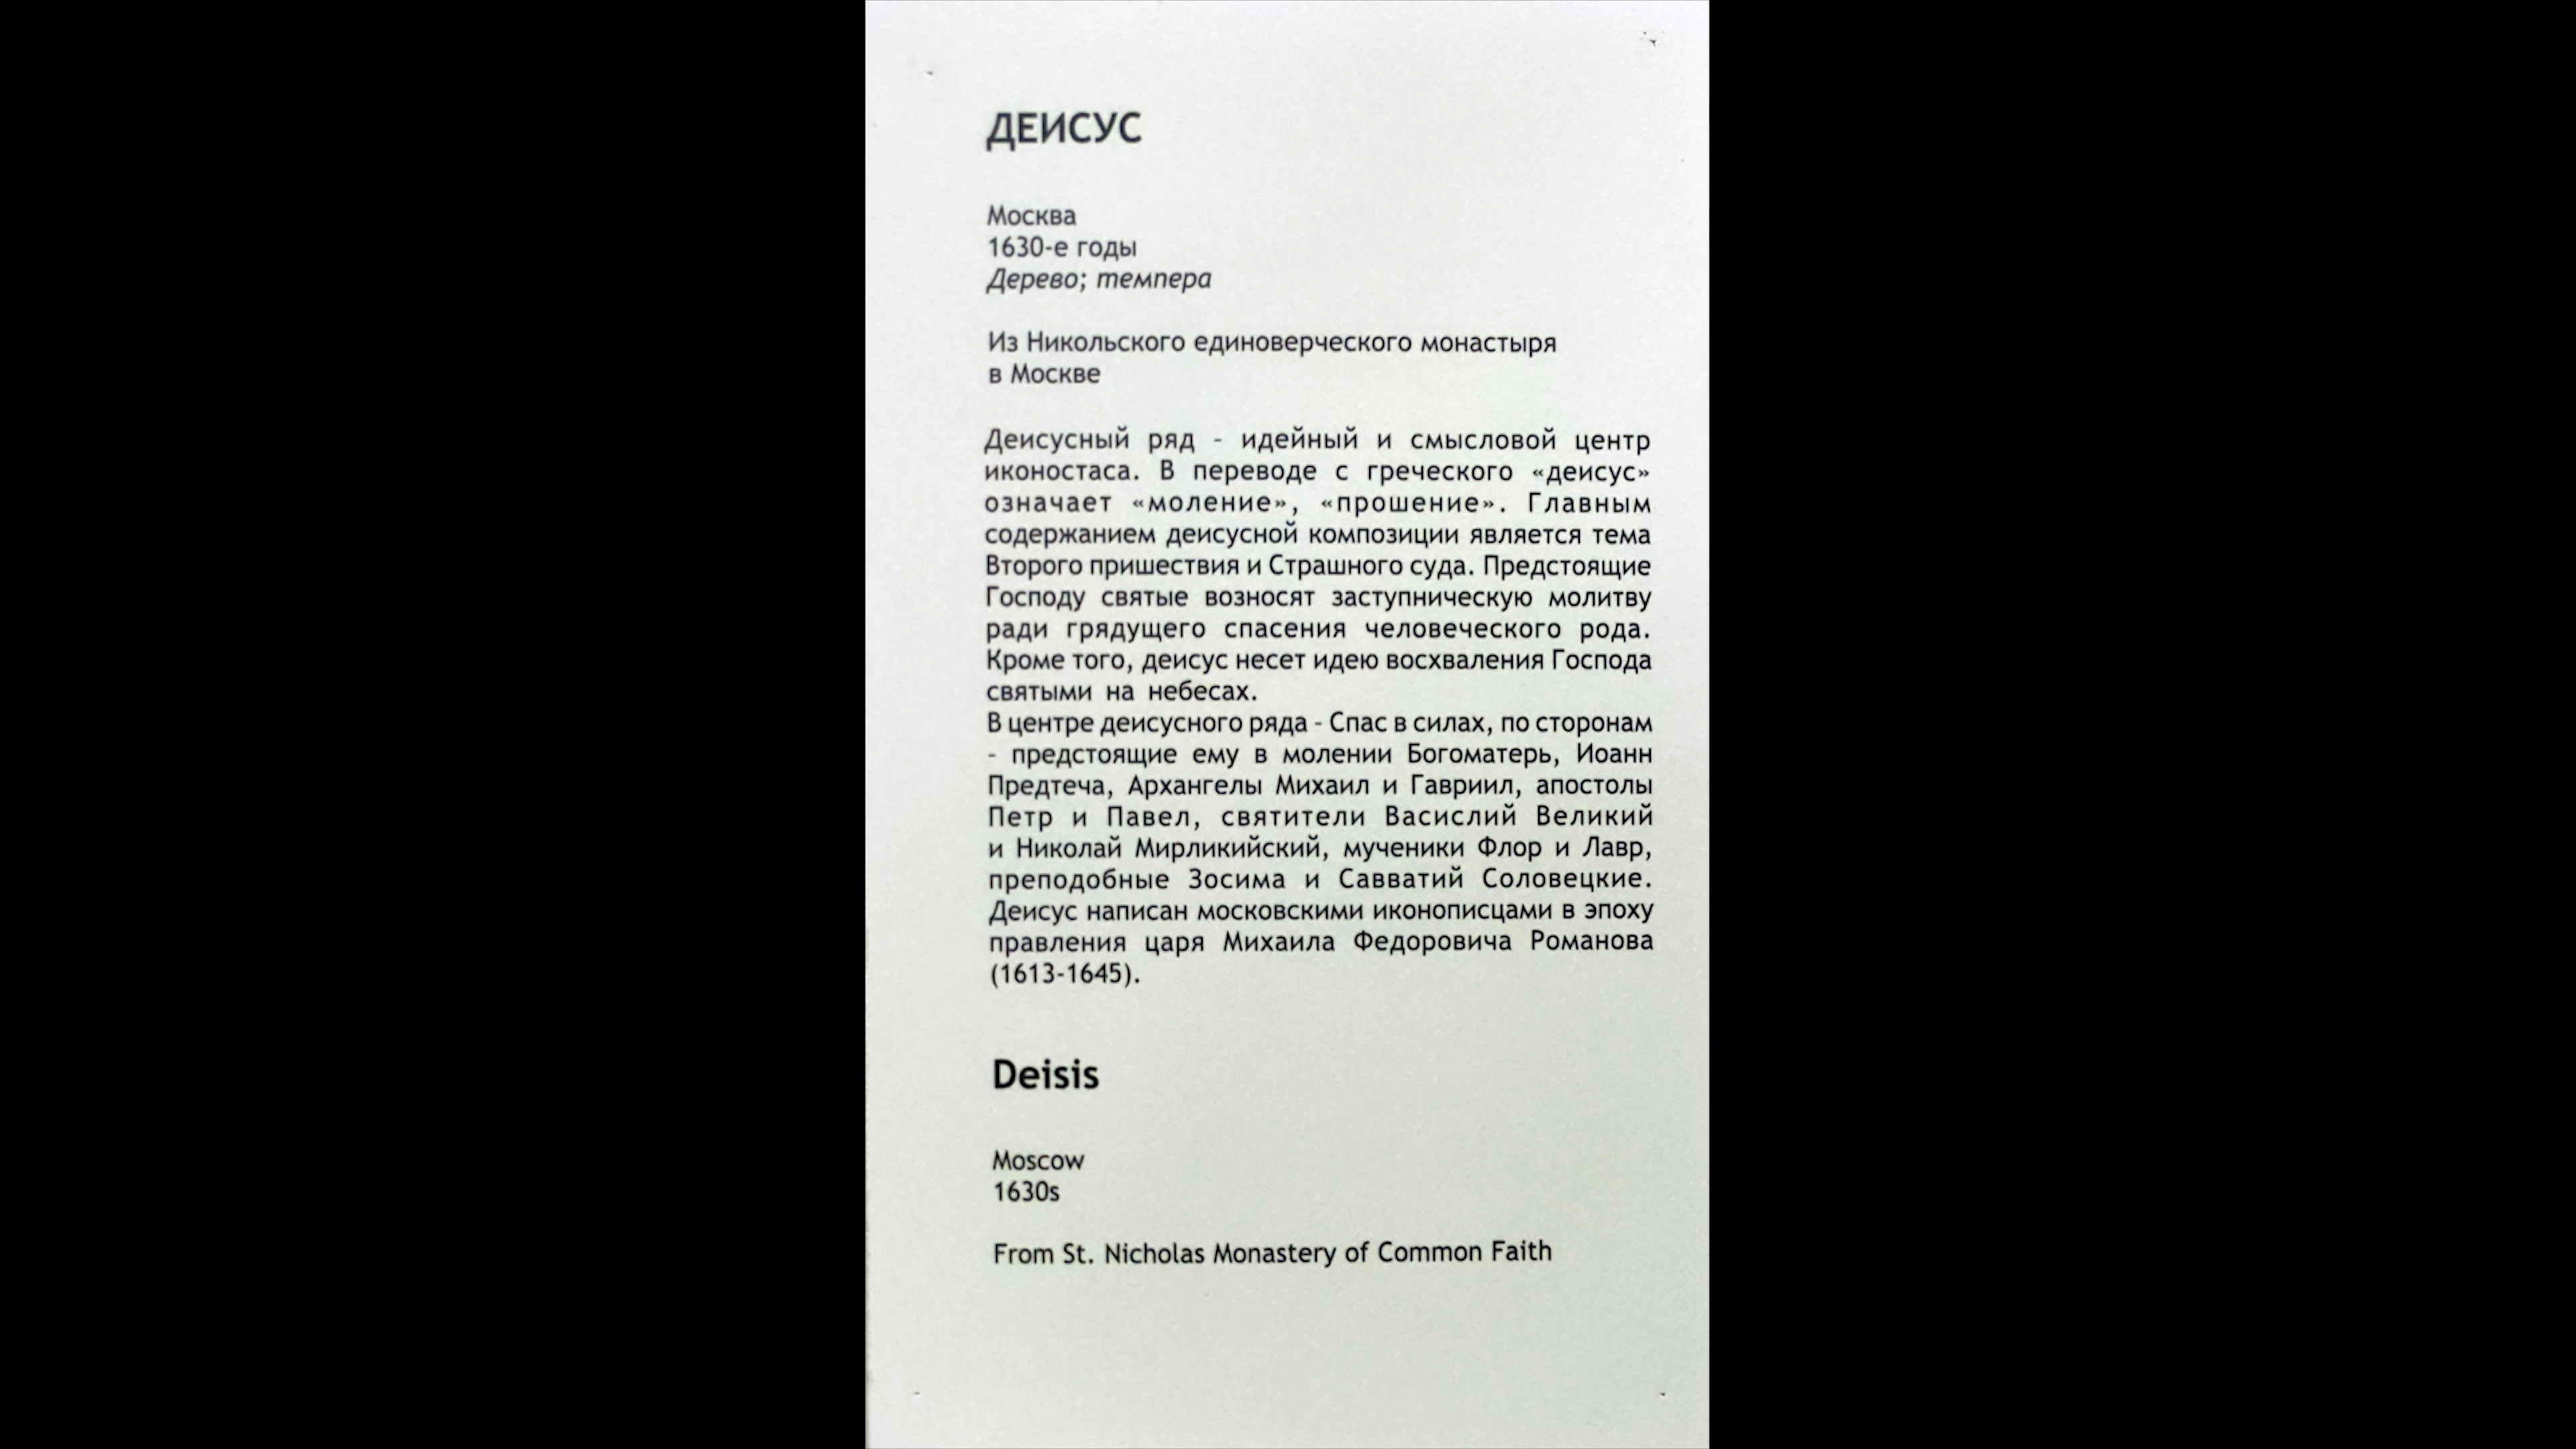 ДЕИСУС
Москва
1630-е годы
Дерево; темпера
Из Никольского единоверческого монастыря
в Москве
Деисусный ряд - идейный и смысловой центр
иконостаса. В переводе с греческого «деисус»
означает «моление», «прошение». Главным
содержанием деисусной композиции является тема
Второго пришествия и Страшного суда. Предстоящие
Господу святые возносят заступническую молитву
ради грядущего спасения человеческого рода.
Кроме того, деисус несет идею восхваления Господа
святыми на небесах.
В центре деисусного ряда - Спас в силах, по сторонам
- предстоящие ему в молении Богоматерь, Иоанн
Предтеча, Архангелы Михаил и Гавриил, апостолы
Петр и Павел, святители Васислий Великий
и Николай Мирликийский, мученики Флор и Лавр,
преподобные Зосима и Савватий Соловецкие.
Деисус написан московскими иконописцами в эпоху
правления царя Михаила Федоровича Романова
(1613-1645).
Deisis
Moscow
1630s
From St. Nicholas Monastery of Common Faith